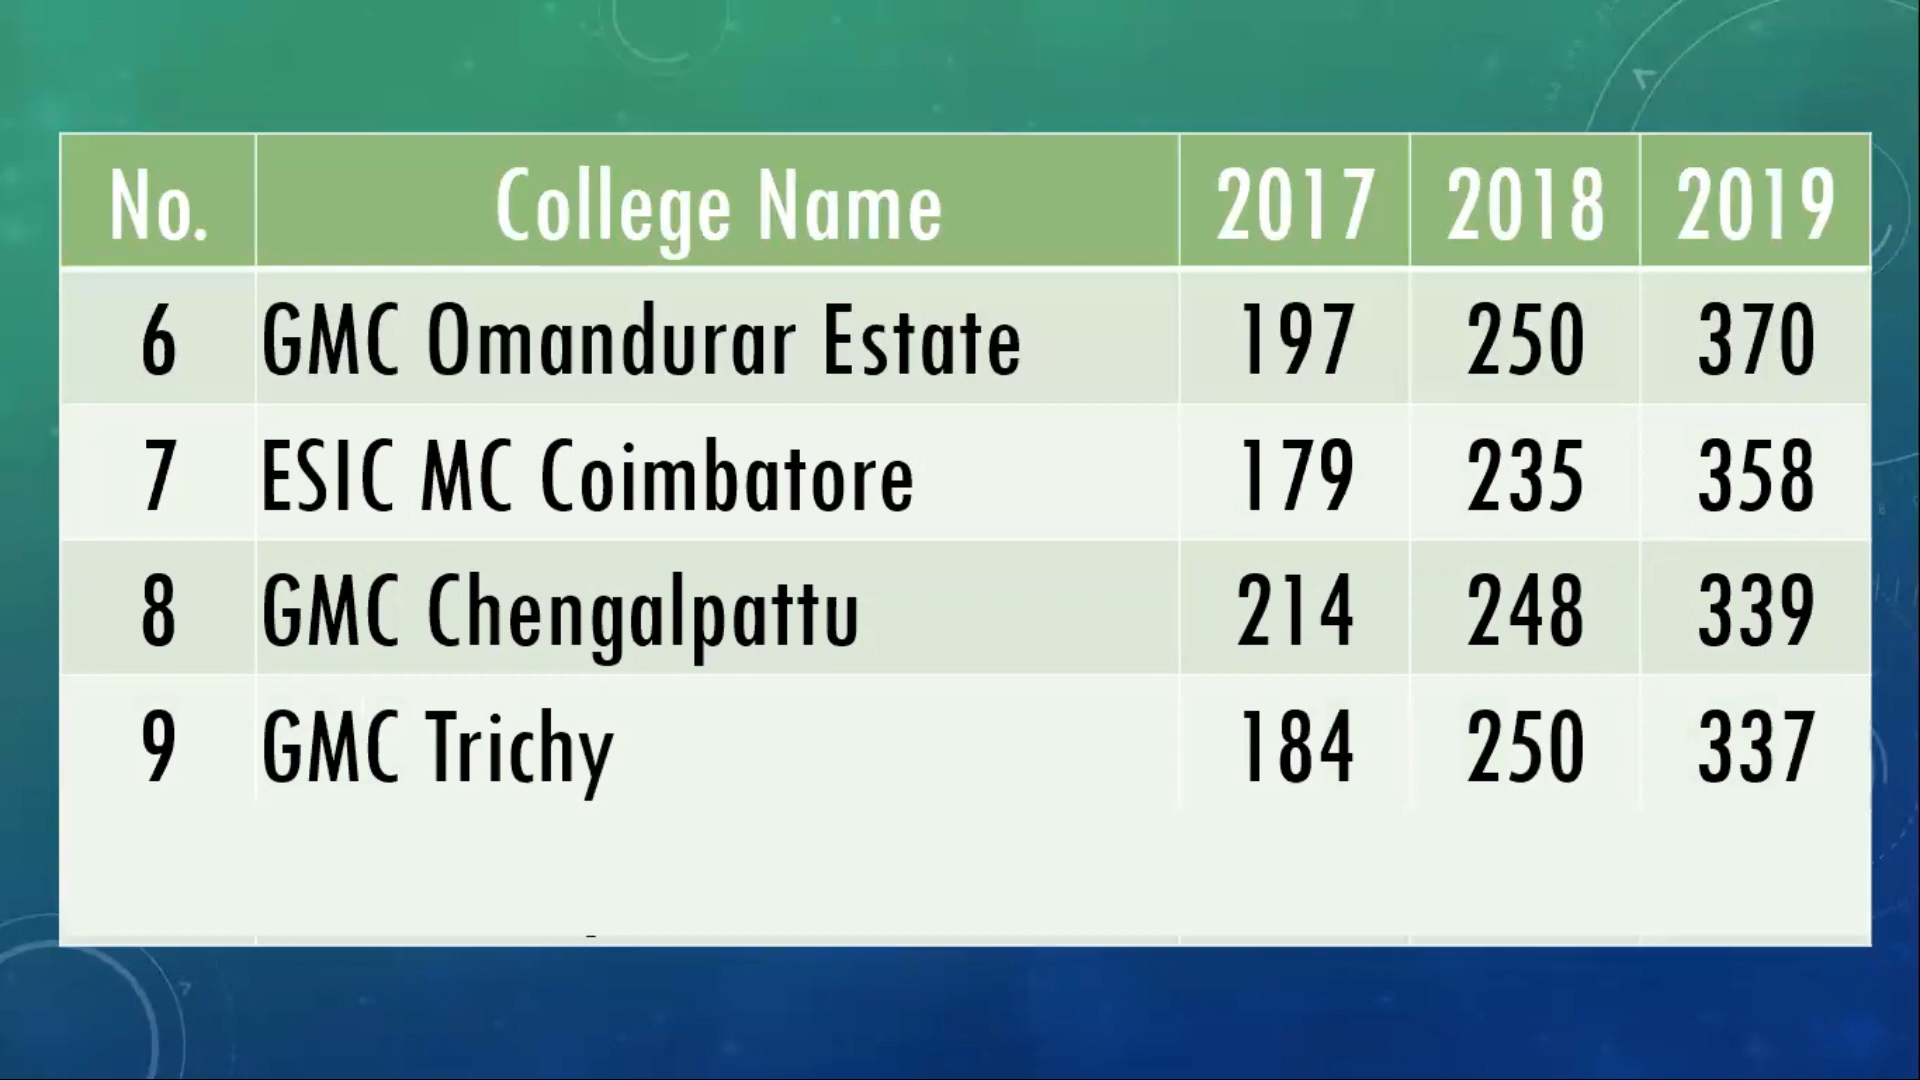 No. College Name 2017 2018 2019
6 GMC Omandurar Estate 197 250 370
7 ESIC MC Coimbatore 179 235 358
8 GMC Chengalpattu 214 248 339
9 GMC Trichy 184 250 337